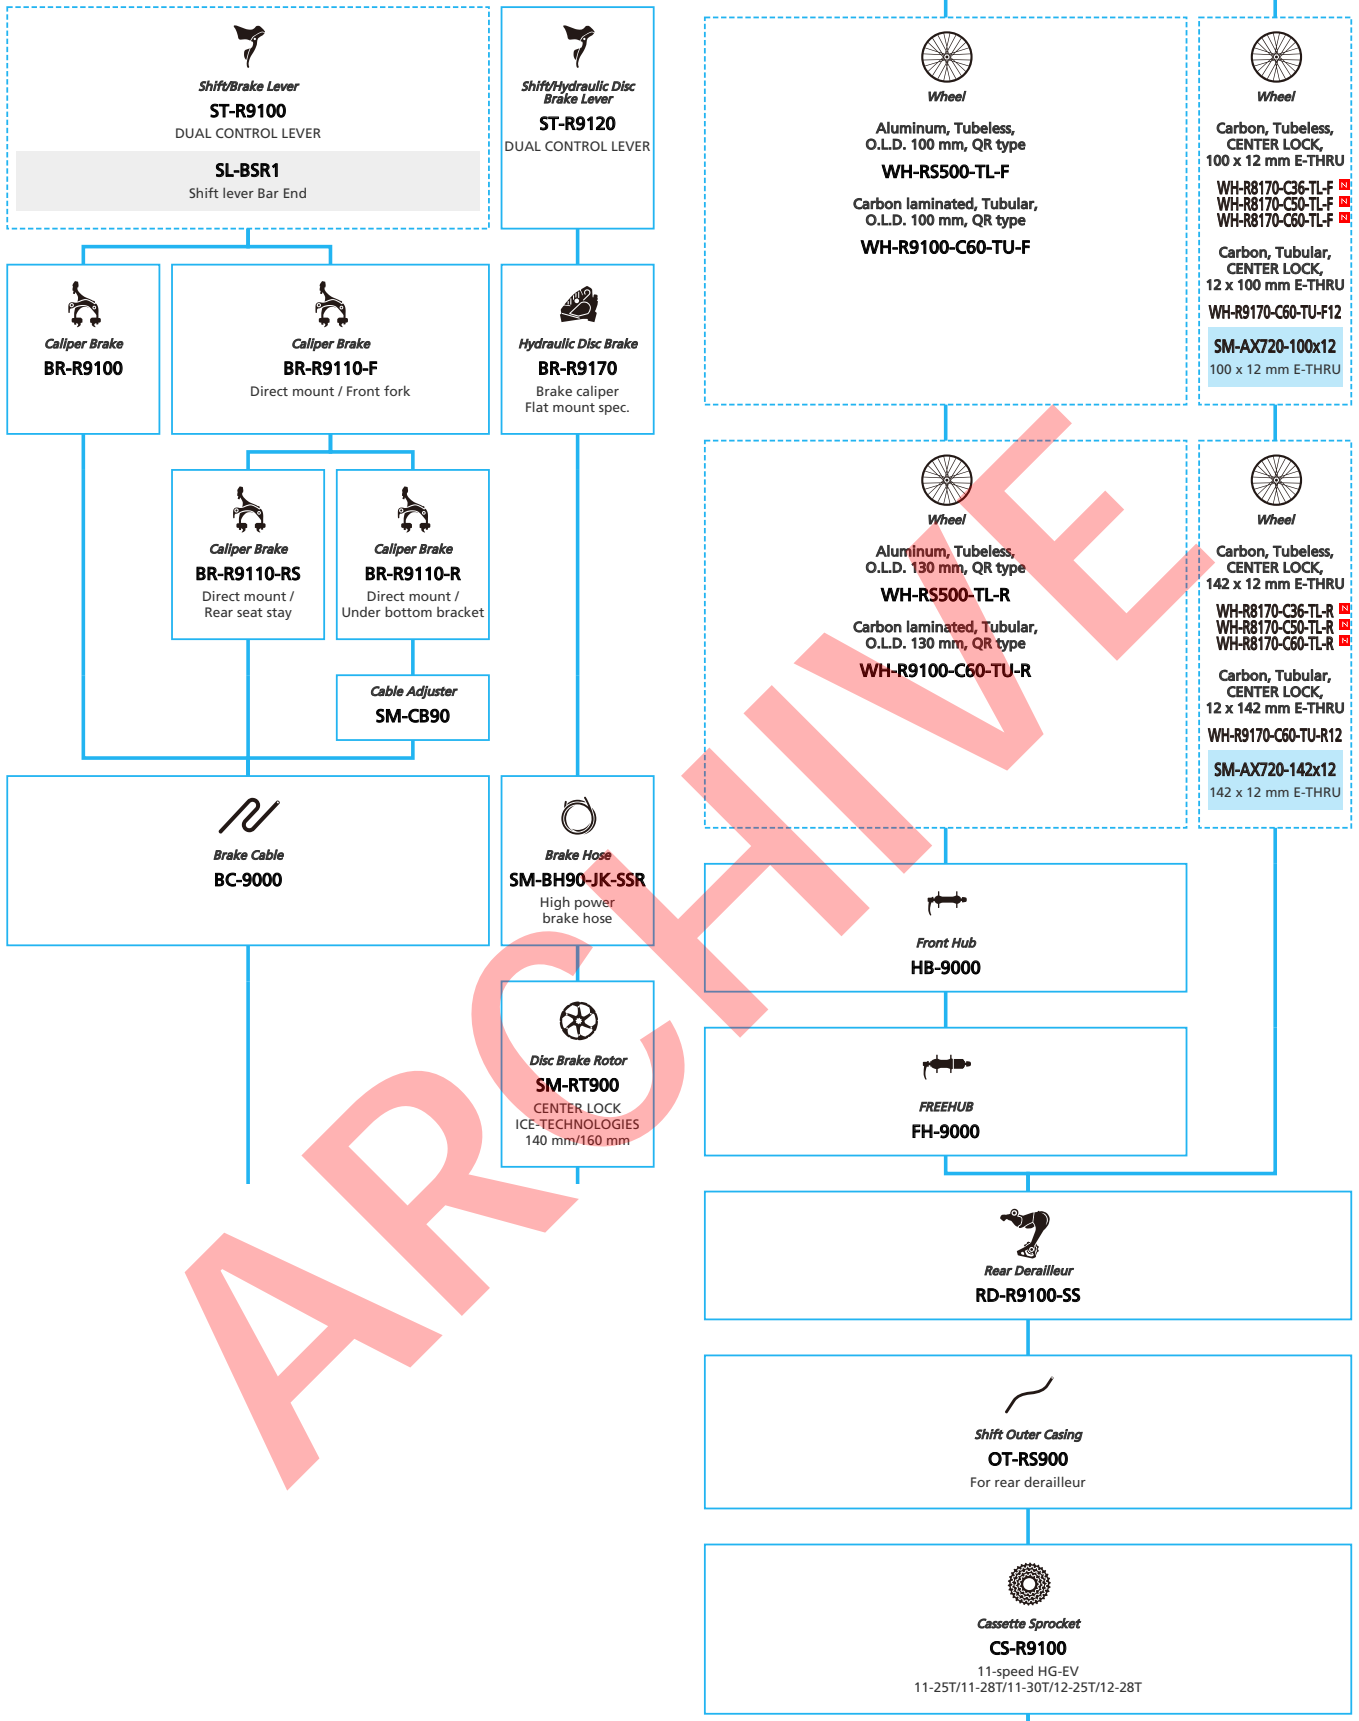 Shift/Brake Lever
ST-R9100
DUAL CONTROL LEVER
SL-BSR1
Shift lever Bar End
Shift/Hydraulic Disc
Brake Lever
ST-R9120
DUAL CONTROL LEVER
Caliper Brake
BR-R9100
Caliper Brake
BR-R9110-F
Direct mount / Front fork
Hydraulic Disc Brake
BR-R9170
Brake caliper
Flat mount spec.
Caliper Brake
BR-R9110-RS
Direct mount /
Rear seat stay
Caliper Brake
BR-R9110-R
Direct mount /
Under bottom bracket
Cable Adjuster
SM-CB90
Brake Cable
BC-9000
Brake Hose
SM-BH90-JK-SSR
High power
brake hose
Disc Brake Rotor
SM-RT900
CENTER LOCK
ICE-TECHNOLOGIES
140 mm/160 mm
Wheel
Aluminum, Tubeless,
O.L.D. 100 mm, QR type
WH-RS500-TL-F
Carbon laminated, Tubular,
O.L.D. 100 mm, QR type
WH-R9100-C60-TU-F
Wheel
Carbon, Tubeless,
CENTER LOCK,
100 x 12 mm E-THRU
WH-R8170-C36-TL-F N
WH-R8170-C50-TL-F N
WH-R8170-C60-TL-F N
Carbon, Tubular,
CENTER LOCK,
12 x 100 mm E-THRU
WH-R9170-C60-TU-F12
SM-AX720-100x12
100 x 12 mm E-THRU
Wheel
Aluminum, Tubeless,
O.L.D. 130 mm, QR type
WH-RS500-TL-R
Carbon laminated, Tubular,
O.L.D. 130 mm, QR type
WH-R9100-C60-TU-R
Wheel
Carbon, Tubeless,
CENTER LOCK,
142 x 12 mm E-THRU
WH-R8170-C36-TL-R N
WH-R8170-C50-TL-R N
WH-R8170-C60-TL-R N
Carbon, Tubular,
CENTER LOCK,
12 x 142 mm E-THRU
WH-R9170-C60-TU-R12
SM-AX720-142x12
142 x 12 mm E-THRU
Front Hub
HB-9000
FREEHUB
FH-9000
Rear Derailleur
RD-R9100-SS
Shift Outer Casing
OT-RS900
For rear derailleur
Cassette Sprocket
CS-R9100
11-speed HG-EV
11-25T/11-28T/11-30T/12-25T/12-28T
ARCHIVE